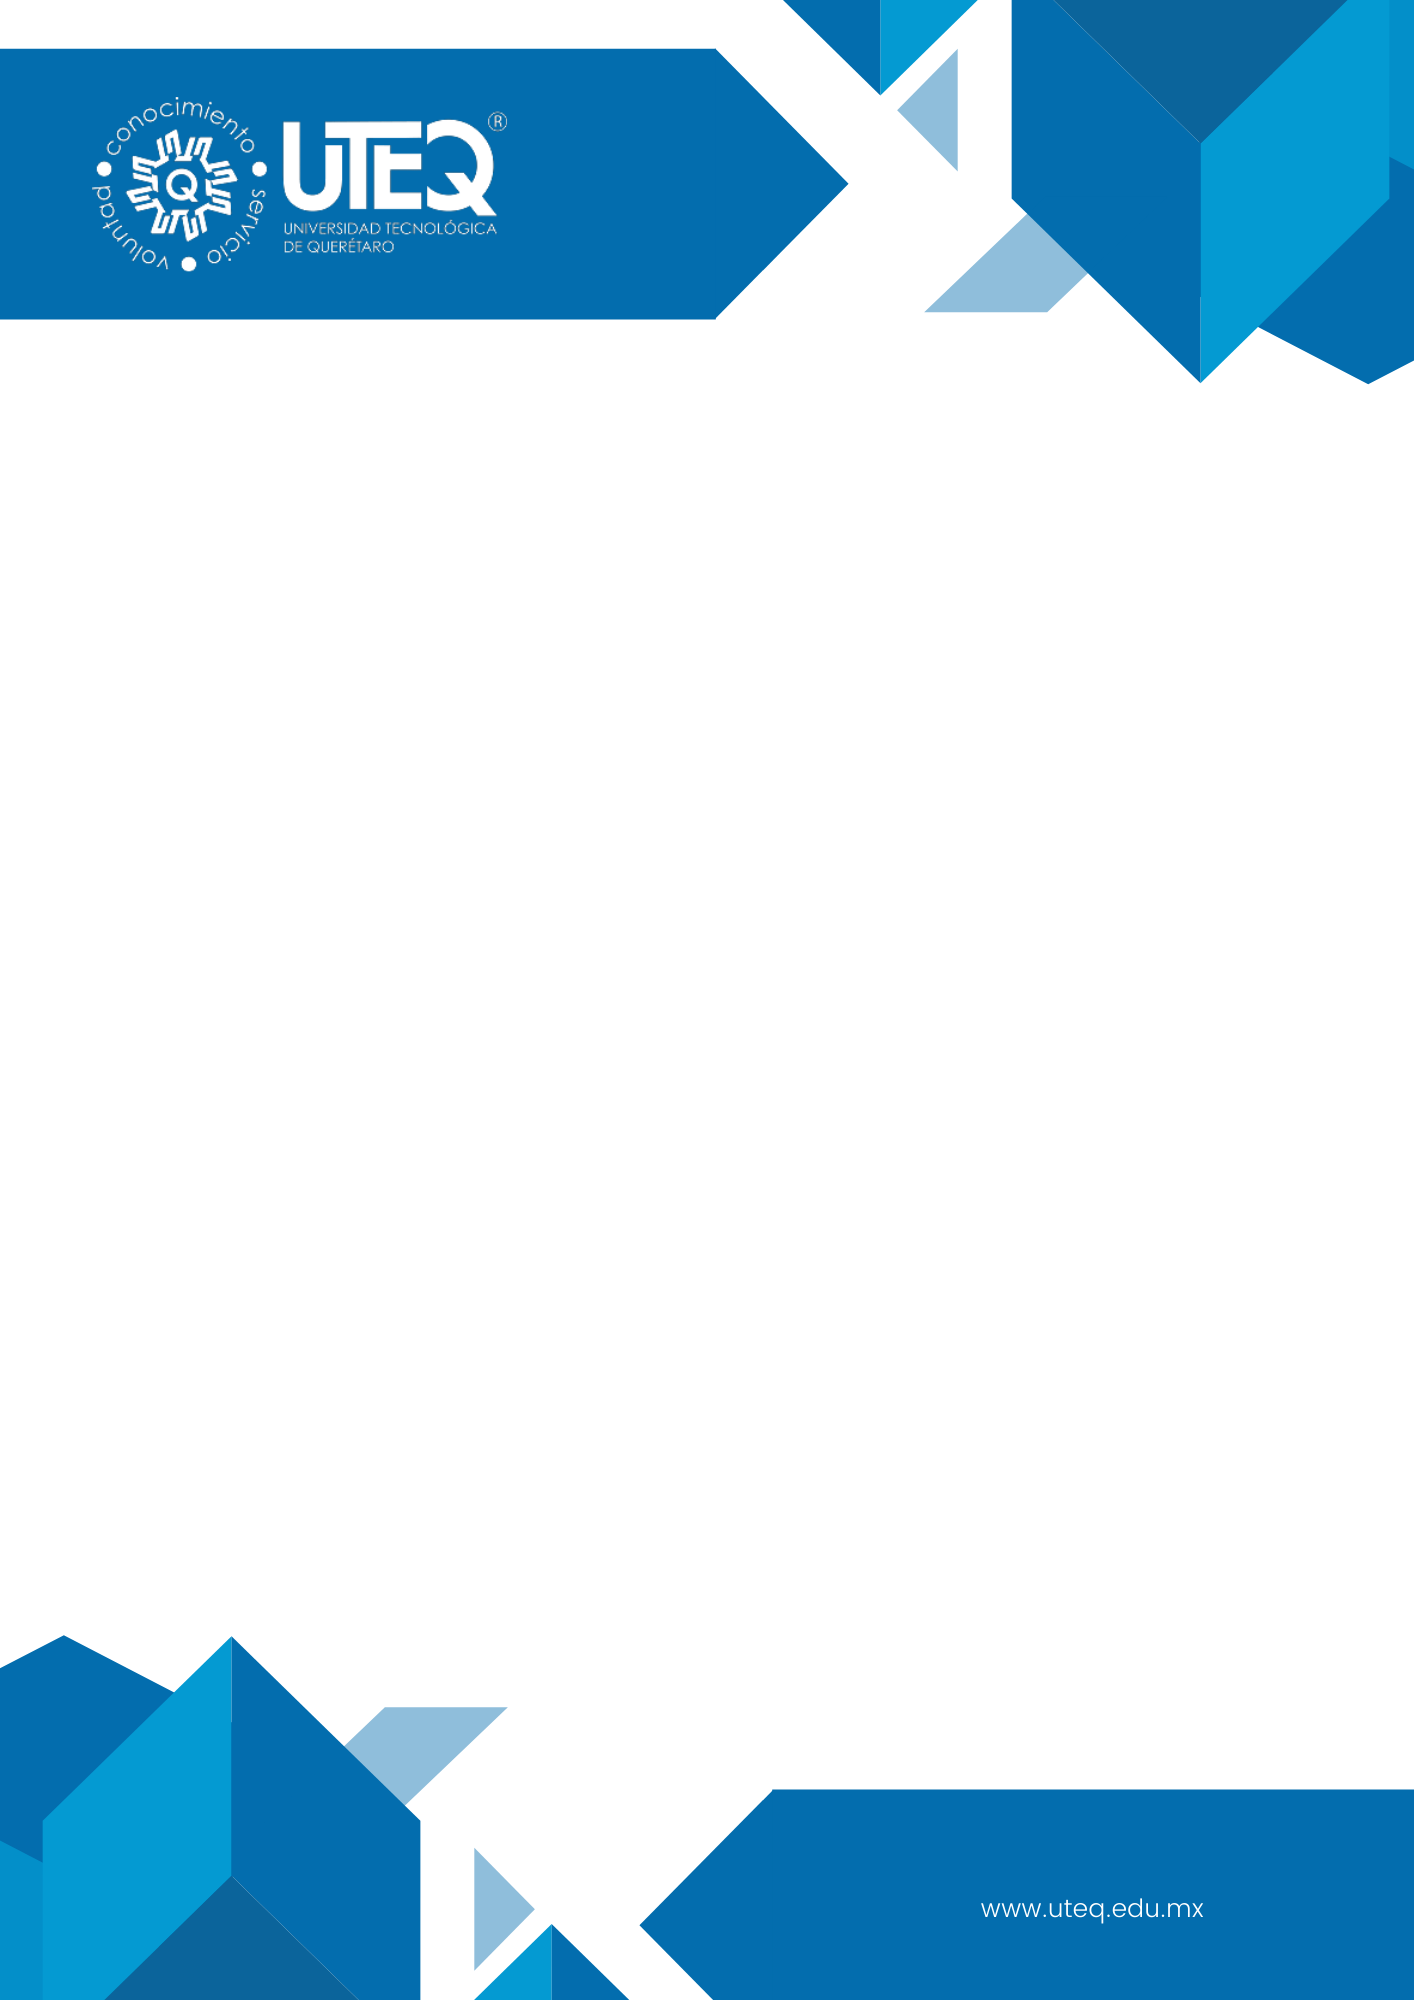 conocimiento
servicio
voluntad
Q
UTEQ®
UNIVERSIDAD TECNOLÓGICA
DE QUERÉTARO
www.uteq.edu.mx